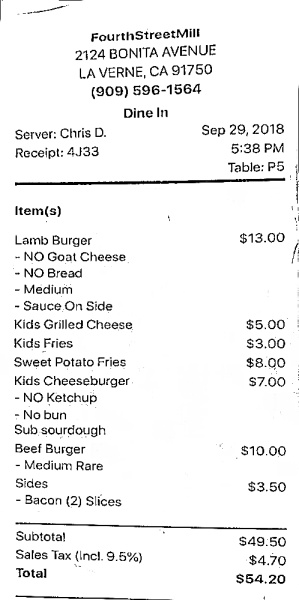 FourthStreetMill
2124 BONITA AVENUE
LA VERNE, CA 91750
(909) 596-1564
Dine In
Server: Chris D. Sep 29, 2018
Receipt: 4J33 5:38 PM
Table: P5
Item(s)
Lamb Burger $13.00
- NO Goat Cheese
- NO Bread
- Medium
- Sauce On Side
Kids Grilled Cheese $5.00
Kids Fries $3.00
Sweet Potato Fries $8.00
Kids Cheeseburger $7.00
- NO Ketchup
- No bun
Sub sourdough
Beef Burger $10.00
- Medium Rare
Sides $3.50
- Bacon (2) Slices
Subtotal $49.50
Sales Tax (Incl. 9.5%) $4.70
Total $54.20